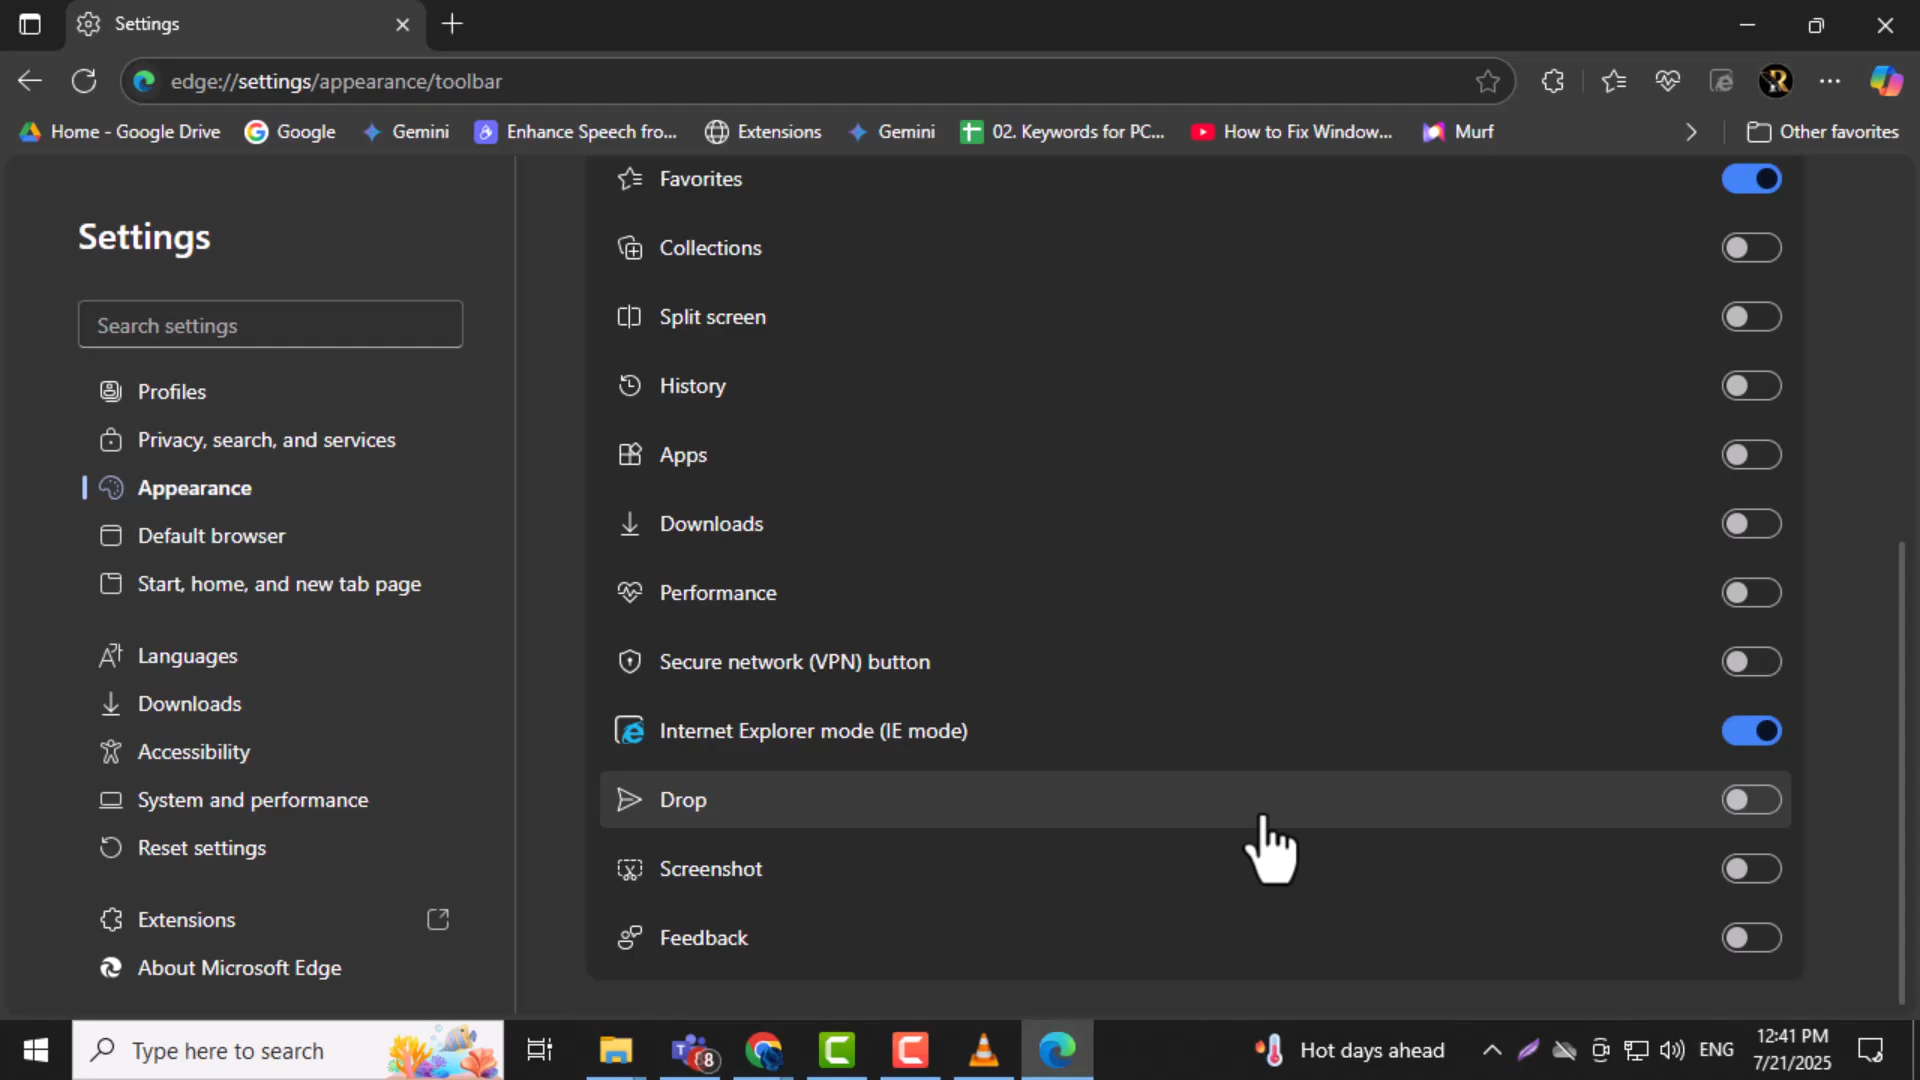 Settings
edge://settings/appearance/toolbar
Home - Google Drive
Google
Gemini
Enhance Speech fro...
Extensions
Gemini
02. Keywords for PC...
How to Fix Window...
Murf
Other favorites
Settings
Search settings
Profiles
Privacy, search, and services
Appearance
Default browser
Start, home, and new tab page
Languages
Downloads
Accessibility
System and performance
Reset settings
Extensions
About Microsoft Edge
Favorites
Collections
Split screen
History
Apps
Downloads
Performance
Secure network (VPN) button
Internet Explorer mode (IE mode)
Drop
Screenshot
Feedback
Type here to search
8
Hot days ahead
ENG
12:41 PM
7/21/2025